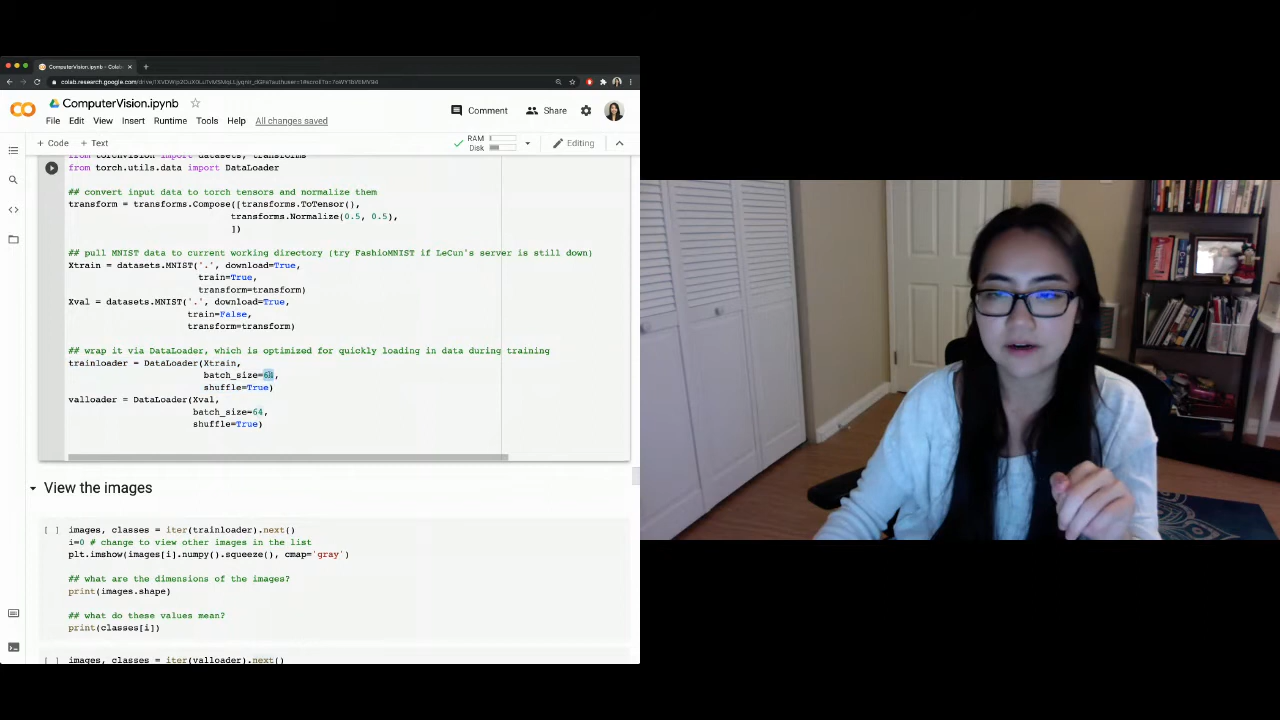 ComputerVision.ipynb - Colab
ComputerVision.ipynb
Comment
Share
File Edit View Insert Runtime Tools Help All changes saved
+ Code + Text
RAM
Disk
Editing
from torchvision import datasets, transforms
from torch.utils.data import DataLoader
## convert input data to torch tensors and normalize them
transform = transforms.Compose([transforms.ToTensor(),
transforms.Normalize(0.5, 0.5),
])
## pull MNIST data to current working directory (try FashioMNIST if LeCun's server is still down)
Xtrain = datasets.MNIST('.', download=True,
train=True,
transform=transform)
Xval = datasets.MNIST('.', download=True,
train=False,
transform=transform)
## wrap it via DataLoader, which is optimized for quickly loading in data during training
trainloader = DataLoader(Xtrain,
batch_size=64,
shuffle=True)
valloader = DataLoader(Xval,
batch_size=64,
shuffle=True)
View the images
[ ] images, classes = iter(trainloader).next()
i=0 # change to view other images in the list
plt.imshow(images[i].numpy().squeeze(), cmap='gray')
## what are the dimensions of the images?
print(images.shape)
## what do these values mean?
print(classes[i])
[ ] images, classes = iter(valloader).next()